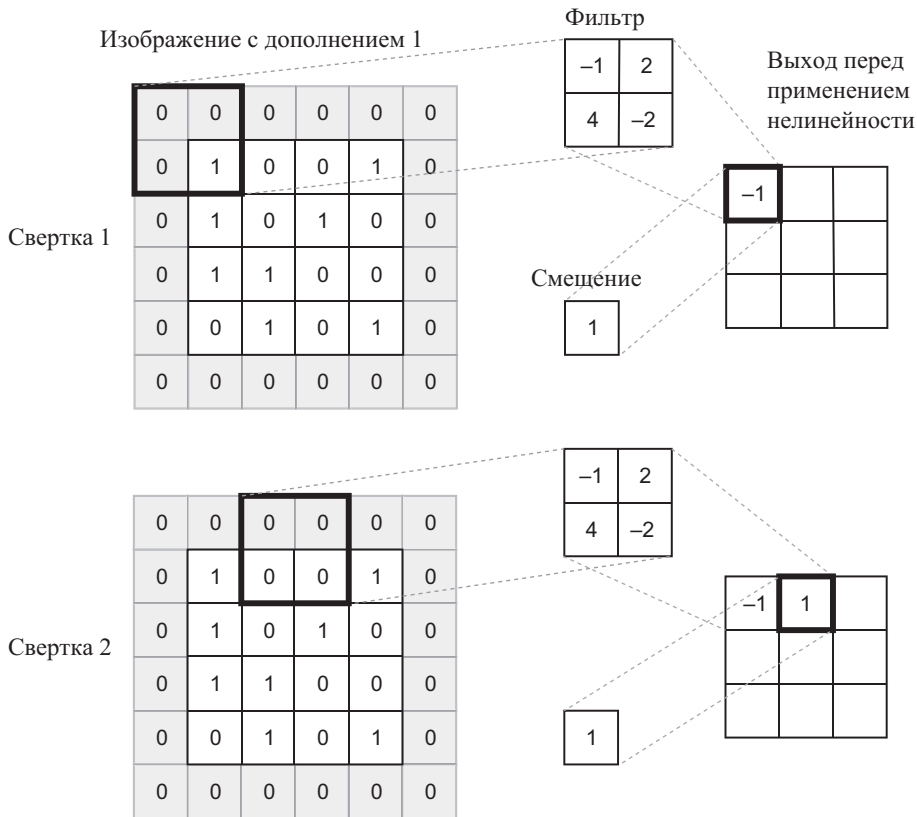 Фильтр
Изображение с дополнением 1
–1 2
4 –2
Выход перед
применением
нелинейности
0 0 0 0 0 0
0 1 0 0 1 0
0 1 0 1 0 0
0 1 1 0 0 0
0 0 1 0 1 0
0 0 0 0 0 0
Свертка 1
–1
Смещение
1
–1 2
4 –2
0 0 0 0 0 0
0 1 0 0 1 0
0 1 0 1 0 0
0 1 1 0 0 0
0 0 1 0 1 0
0 0 0 0 0 0
Свертка 2
–1 1
1